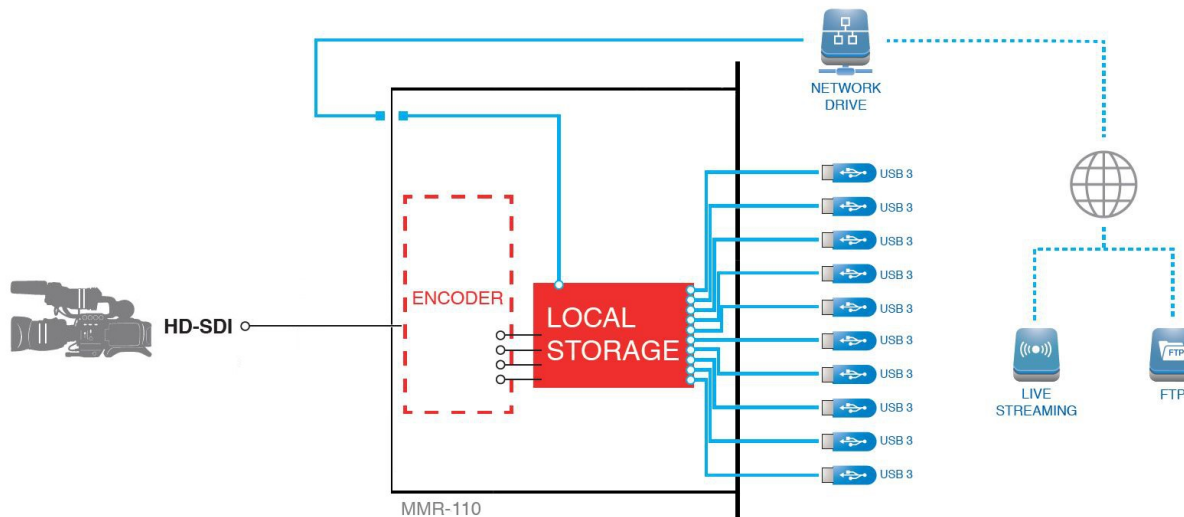 NETWORK
DRIVE
USB 3
USB 3
USB 3
USB 3
USB 3
USB 3
USB 3
USB 3
USB 3
USB 3
HD-SDI
ENCODER
LOCAL
STORAGE
FTP
LIVE
STREAMING
FTP
MMR-110